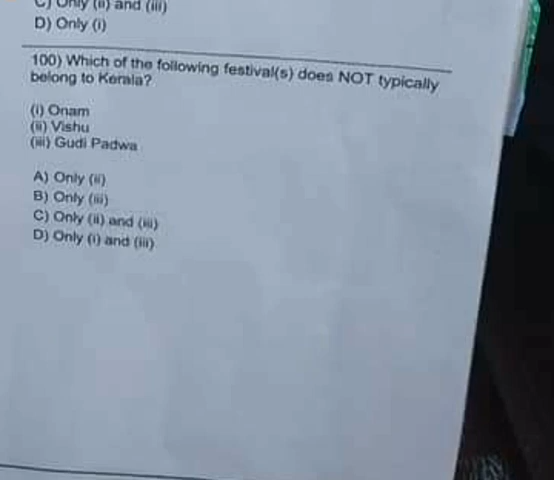 C) Only (ii) and (iii)
D) Only (i)
100) Which of the following festival(s) does NOT typically
belong to Kerala?
(i) Onam
(ii) Vishu
(iii) Gudi Padwa
A) Only (ii)
B) Only (iii)
C) Only (ii) and (iii)
D) Only (i) and (iii)